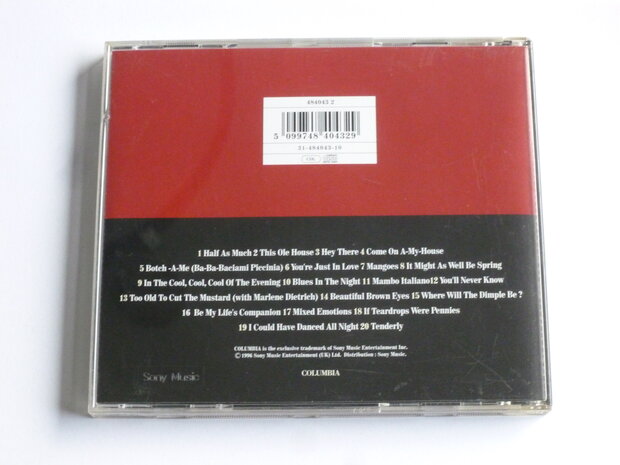 484043 2
5 099748 404329
31-484043-10
1 Half As Much 2 This Ole House 3 Hey There 4 Come On A-My-House
5 Botch -A-Me (Ba-Ba-Baciami Piccinia) 6 You're Just In Love 7 Mangoes 8 It Might As Well Be Spring
9 In The Cool, Cool, Cool Of The Evening 10 Blues In The Night 11 Mambo Italiano12 You'll Never Know
13 Too Old To Cut The Mustard (with Marlene Dietrich) 14 Beautiful Brown Eyes 15 Where Will The Dimple Be ?
16 Be My Life's Companion 17 Mixed Emotions 18 If Teardrops Were Pennies
19 I Could Have Danced All Night 20 Tenderly
COLUMBIA is the exclusive trademark of Sony Music Entertainment Inc.
© 1996 Sony Music Entertainment (UK) Ltd. Distribution : Sony Music.
Sony Music
COLUMBIA